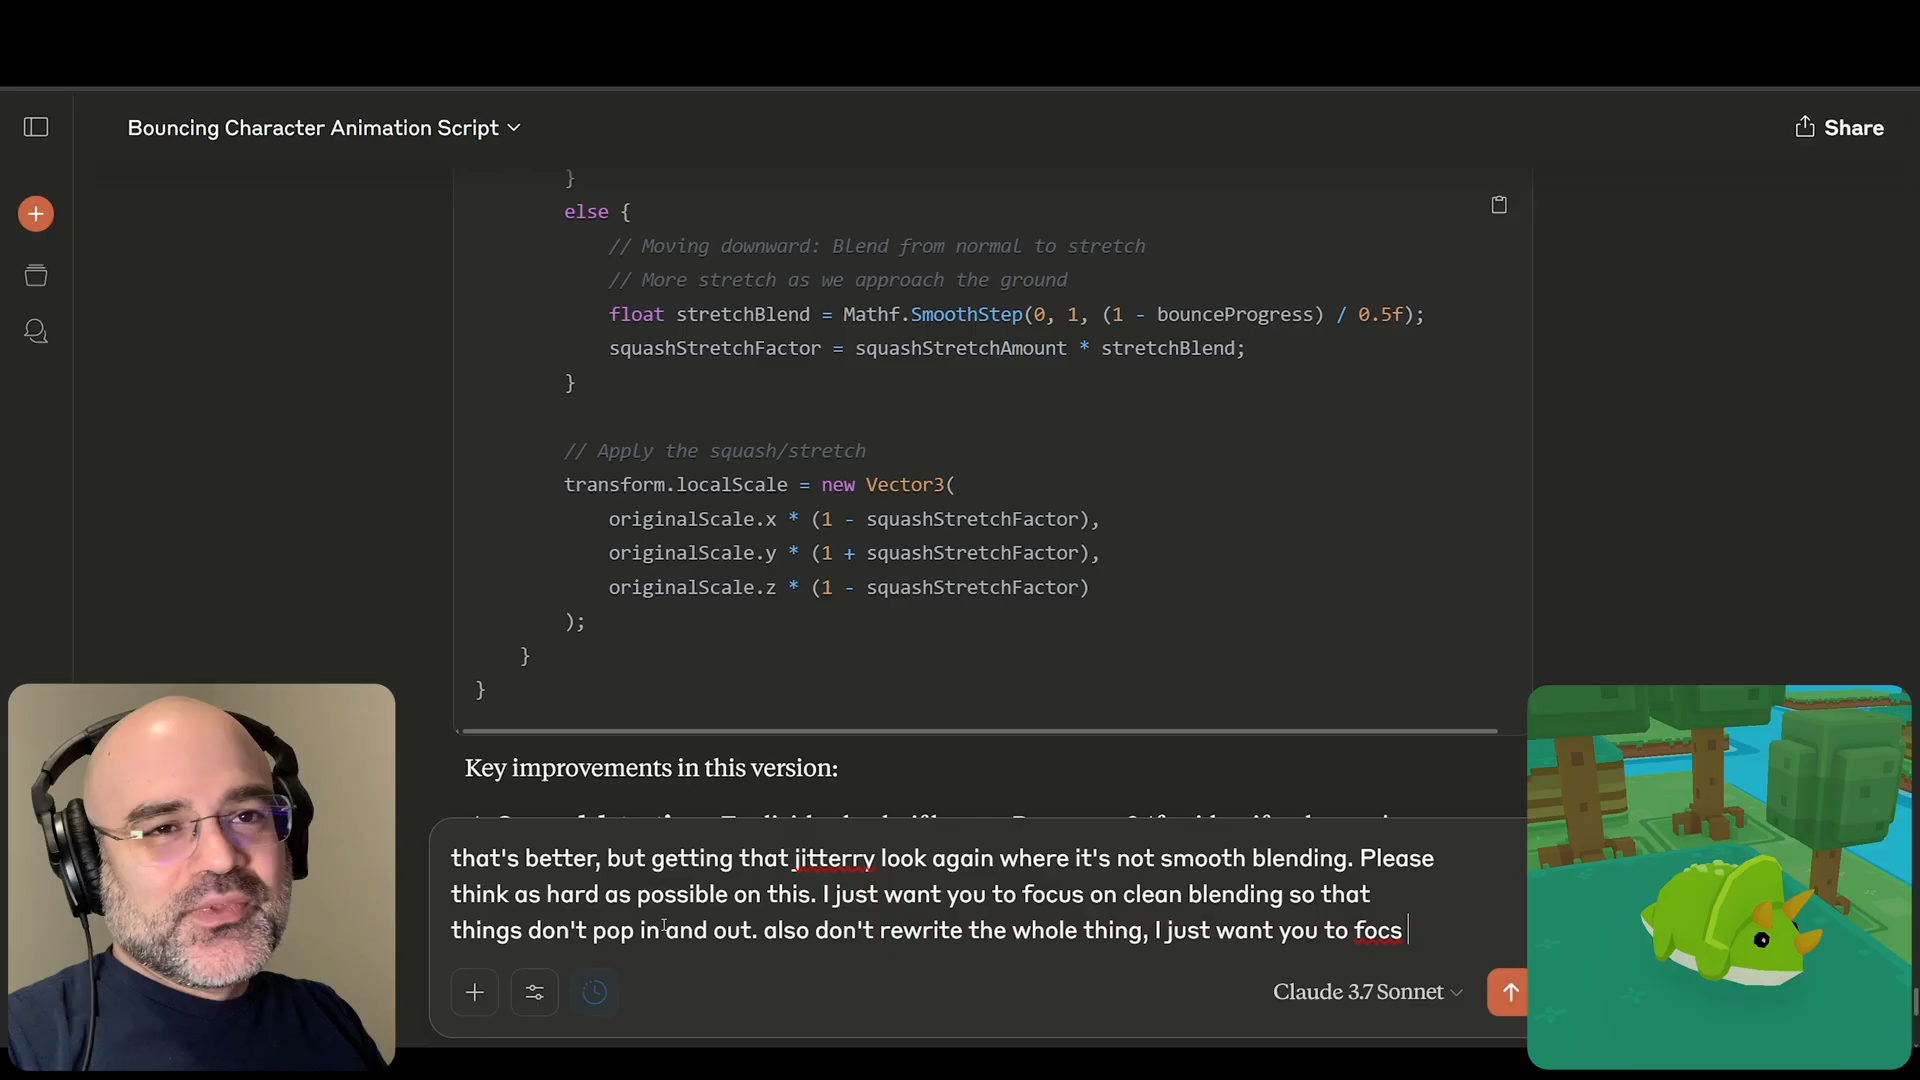 Bouncing Character Animation Script
Share
}
else {
// Moving downward: Blend from normal to stretch
// More stretch as we approach the ground
float stretchBlend = Mathf.SmoothStep(0, 1, (1 - bounceProgress) / 0.5f);
squashStretchFactor = squashStretchAmount * stretchBlend;
}
// Apply the squash/stretch
transform.localScale = new Vector3(
originalScale.x * (1 - squashStretchFactor),
originalScale.y * (1 + squashStretchFactor),
originalScale.z * (1 - squashStretchFactor)
);
}
}
Key improvements in this version:
that's better, but getting that jitterry look again where it's not smooth blending. Please
think as hard as possible on this. I just want you to focus on clean blending so that
things don't pop in and out. also don't rewrite the whole thing, I just want you to focs
Claude 3.7 Sonnet